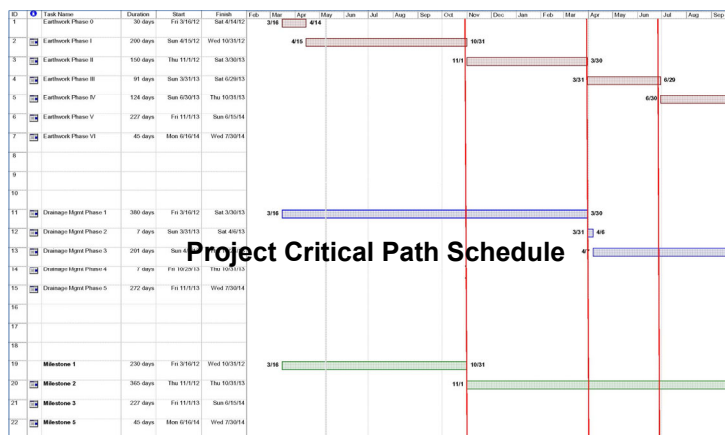 ID Task Name Duration Start Finish Feb Mar Apr May Jun Jul Aug Sep Oct Nov Dec Jan Feb Mar Apr May Jun Jul Aug Sep
1 Earthwork Phase 0 30 days Fri 3/16/12 Sat 4/14/12 3/16 4/14
2 Earthwork Phase I 200 days Sun 4/15/12 Wed 10/31/12 4/15 10/31
3 Earthwork Phase II 150 days Thu 11/1/12 Sat 3/30/13 11/1 3/30
4 Earthwork Phase III 91 days Sun 3/31/13 Sat 6/29/13 3/31 6/29
5 Earthwork Phase IV 124 days Sun 6/30/13 Thu 10/31/13 6/30
6 Earthwork Phase V 227 days Fri 11/1/13 Sun 6/15/14
7 Earthwork Phase VI 45 days Mon 6/16/14 Wed 7/30/14
8
9
10
11 Drainage Mgmt Phase 1 380 days Fri 3/16/12 Sat 3/30/13 3/16 3/30
12 Drainage Mgmt Phase 2 7 days Sun 3/31/13 Sat 4/6/13 3/31 4/6
13 Drainage Mgmt Phase 3 201 days Sun
Project Critical Path Schedule
14 Drainage Mgmt Phase 4 7 days Fri 10/25/13 Thu 10/31/13
15 Drainage Mgmt Phase 5 272 days Fri 11/1/13 Wed 7/30/14
16
17
18
19 Milestone 1 230 days Fri 3/16/12 Wed 10/31/12 3/16 10/31
20 Milestone 2 365 days Thu 11/1/12 Thu 10/31/13 11/1
21 Milestone 3 227 days Fri 11/1/13 Sun 6/15/14
22 Milestone 5 45 days Mon 6/16/14 Wed 7/30/14